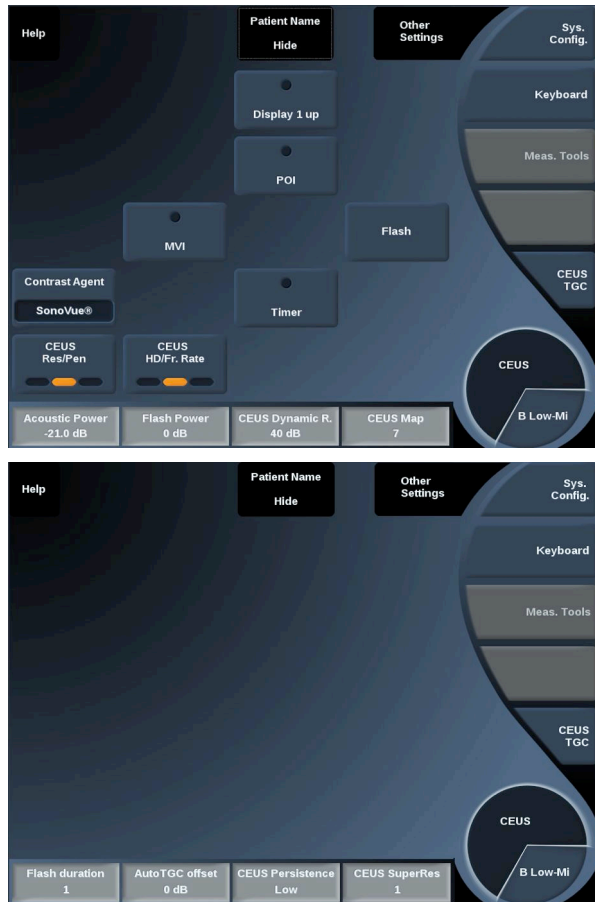 Help
Patient Name
Hide
Other
Settings
Sys.
Config.
Display 1 up
Keyboard
POI
Meas. Tools
MVI
Flash
Contrast Agent
SonoVue®
Timer
CEUS
TGC
CEUS
Res/Pen
CEUS
HD/Fr. Rate
CEUS
B Low-Mi
Acoustic Power
-21.0 dB
Flash Power
0 dB
CEUS Dynamic R.
40 dB
CEUS Map
7
Help
Patient Name
Hide
Other
Settings
Sys.
Config.
Keyboard
Meas. Tools
CEUS
TGC
CEUS
B Low-Mi
Flash duration
1
AutoTGC offset
0 dB
CEUS Persistence
Low
CEUS SuperRes
1